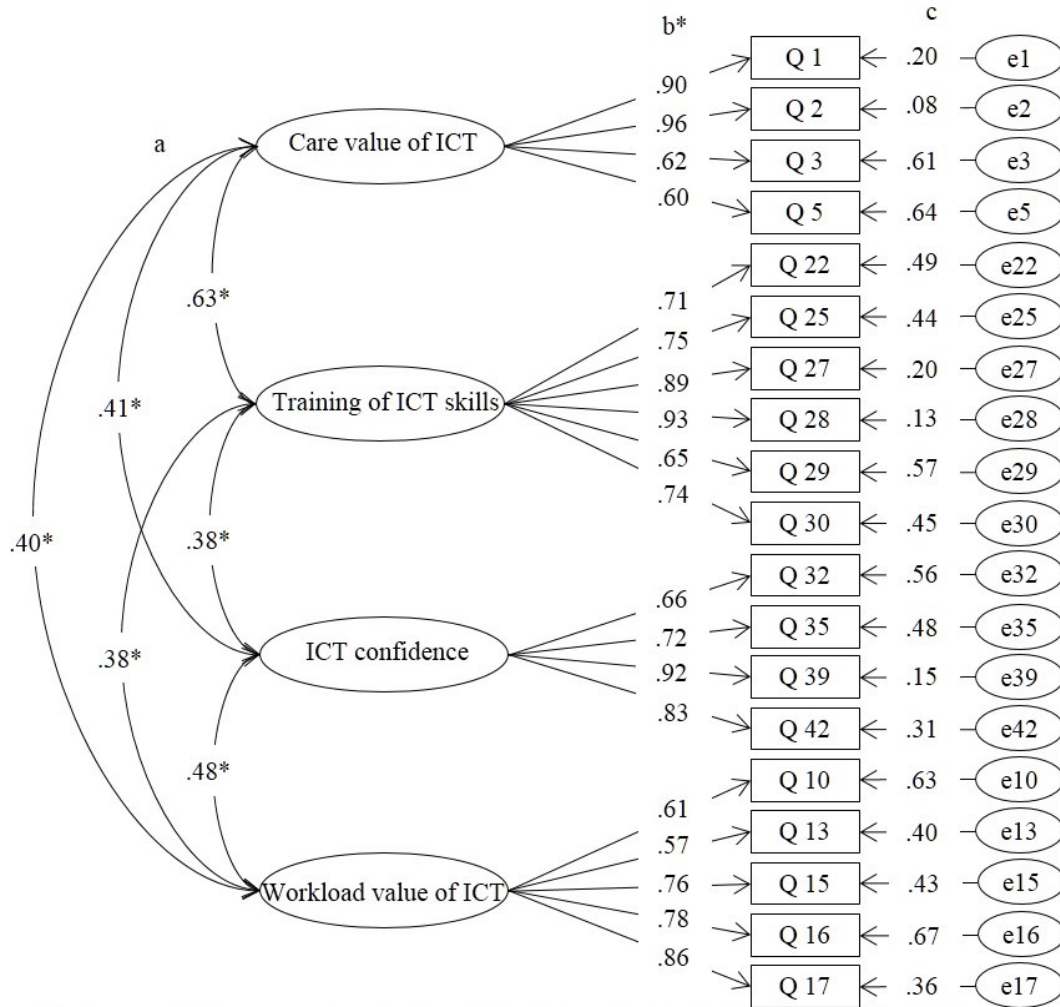 b*
c
a
Care value of ICT
Training of ICT skills
ICT confidence
Workload value of ICT
.63*
.41*
.40*
.38*
.38*
.48*
.90
.96
.62
.60
.71
.75
.89
.93
.65
.74
.66
.72
.92
.83
.61
.57
.76
.78
.86
Q 1 .20 e1
Q 2 .08 e2
Q 3 .61 e3
Q 5 .64 e5
Q 22 .49 e22
Q 25 .44 e25
Q 27 .20 e27
Q 28 .13 e28
Q 29 .57 e29
Q 30 .45 e30
Q 32 .56 e32
Q 35 .48 e35
Q 39 .15 e39
Q 42 .31 e42
Q 10 .63 e10
Q 13 .40 e13
Q 15 .43 e15
Q 16 .67 e16
Q 17 .36 e17